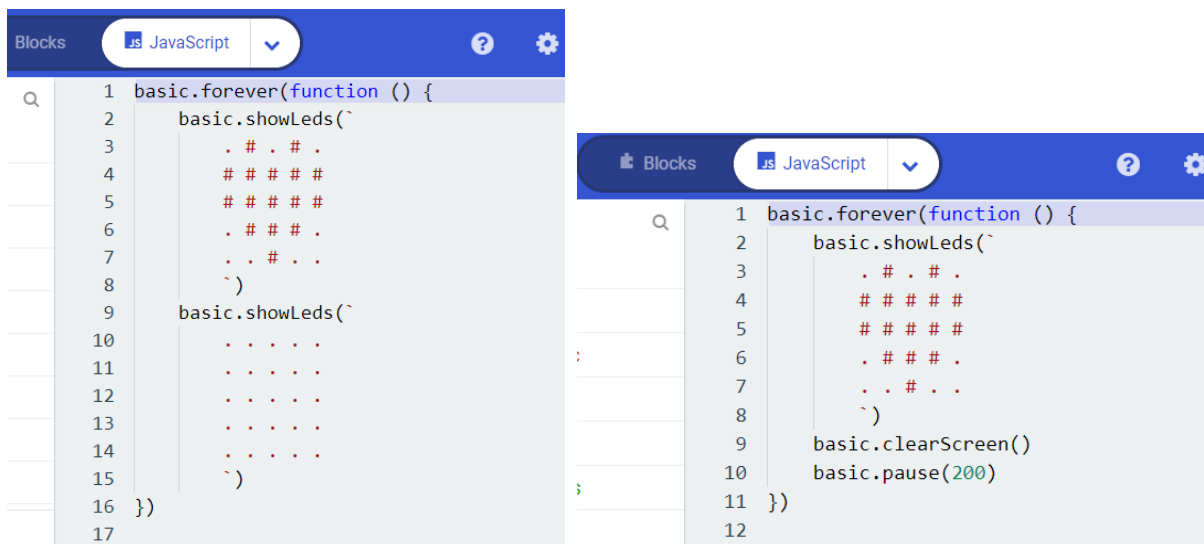 Blocks JS JavaScript ?
1 basic.forever(function () {
2 basic.showLeds(`
3 . # . # .
4 # # # # #
5 # # # # #
6 . # # # .
7 . . # . .
8 `)
9 basic.showLeds(`
10 . . . . .
11 . . . . .
12 . . . . .
13 . . . . .
14 . . . . .
15 `)
16 })
17
Blocks JS JavaScript ?
1 basic.forever(function () {
2 basic.showLeds(`
3 . # . # .
4 # # # # #
5 # # # # #
6 . # # # .
7 . . # . .
8 `)
9 basic.clearScreen()
10 basic.pause(200)
11 })
12